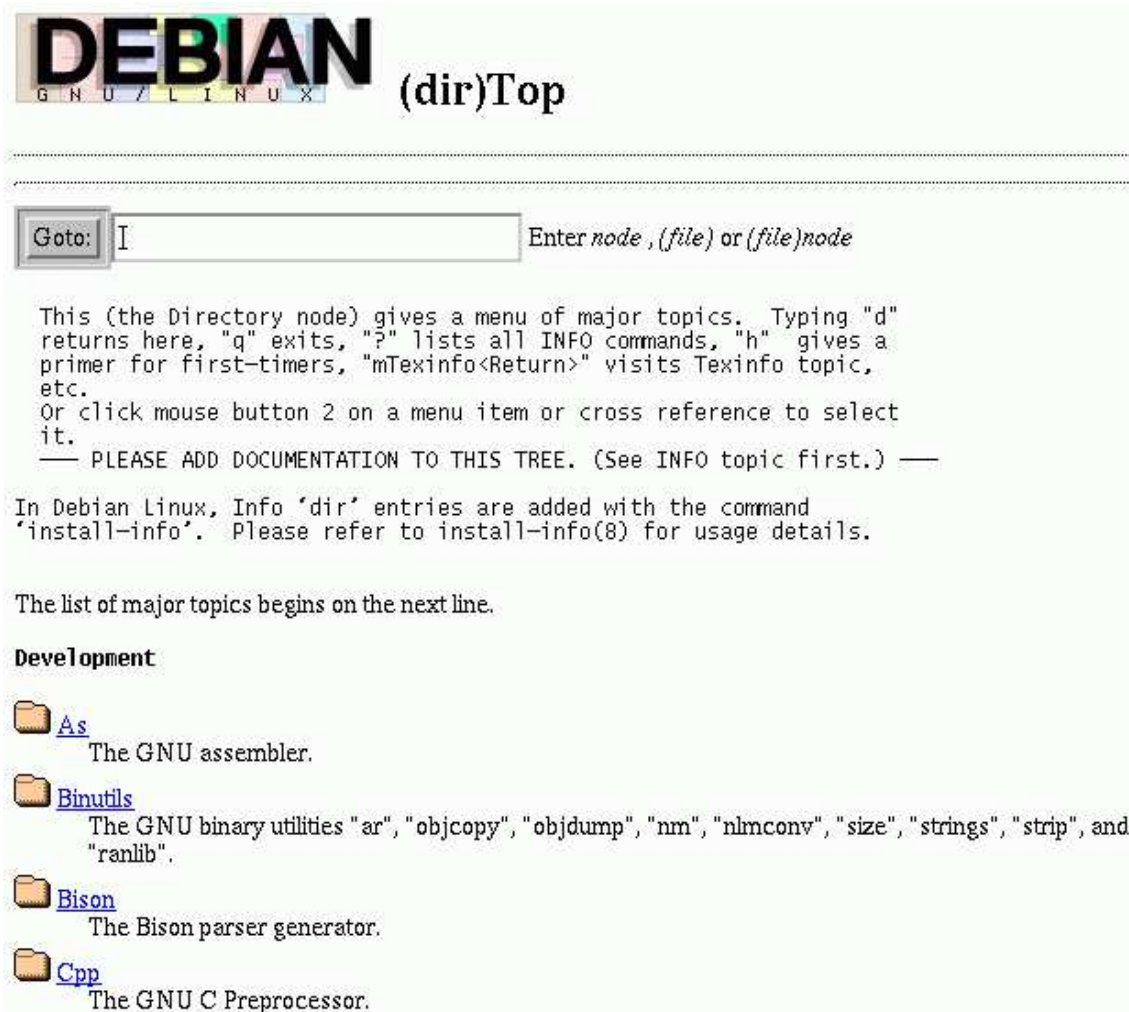 DEBIAN
GNU/LINUX
(dir)Top
Goto:
Enter node , (file) or (file)node
This (the Directory node) gives a menu of major topics.  Typing "d"
returns here, "q" exits, "?" lists all INFO commands, "h"  gives a
primer for first-timers, "mTexinfo<Return>" visits Texinfo topic,
etc.
Or click mouse button 2 on a menu item or cross reference to select
it.
--- PLEASE ADD DOCUMENTATION TO THIS TREE. (See INFO topic first.) ---
In Debian Linux, Info 'dir' entries are added with the command
'install-info'.  Please refer to install-info(8) for usage details.
The list of major topics begins on the next line.
Development
As
The GNU assembler.
Binutils
The GNU binary utilities "ar", "objcopy", "objdump", "nm", "nlmconv", "size", "strings", "strip", and
"ranlib".
Bison
The Bison parser generator.
Cpp
The GNU C Preprocessor.